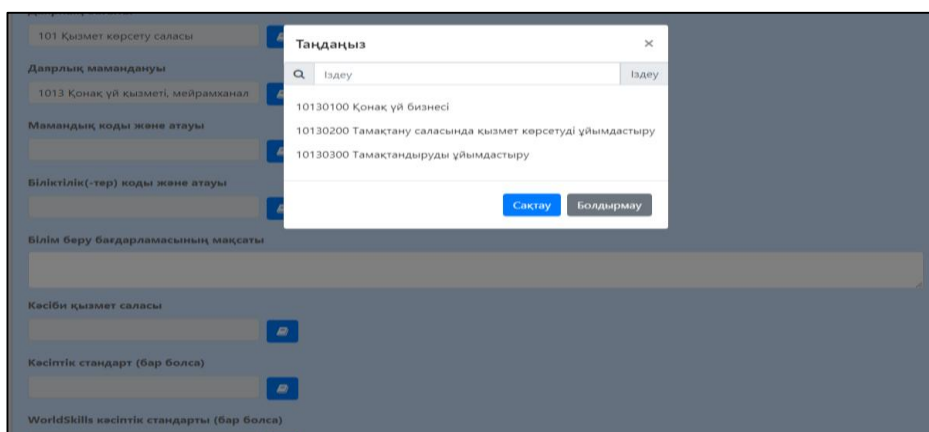 101 Қызмет көрсету саласы
Даярлық мамандануы
1013 Қонақ үй қызметі, мейрамханал
Мамандық коды және атауы
Біліктілік(-тер) коды және атауы
Білім беру бағдарламасының мақсаты
Кәсіби қызмет саласы
Кәсіптік стандарт (бар болса)
WorldSkills кәсіптік стандарты (бар болса)
Таңдаңыз ×
Іздеу Іздеу
10130100 Қонақ үй бизнесі
10130200 Тамақтану саласында қызмет көрсетуді ұйымдастыру
10130300 Тамақтандыруды ұйымдастыру
Сақтау Болдырмау